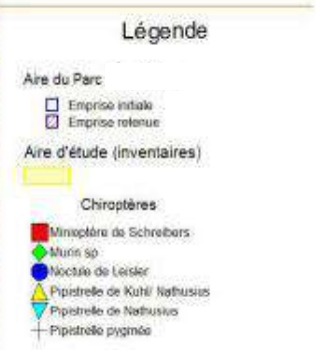 Légende
Aire du Parc
Emprise initiale
Emprise retenue
Aire d'étude (inventaires)
Chiroptères
Minioptère de Schreibers
Murin sp
Noctule de Leisler
Pipistrelle de Kuhl/ Nathusius
Pipistrelle de Nathusius
Pipistrelle pygmée